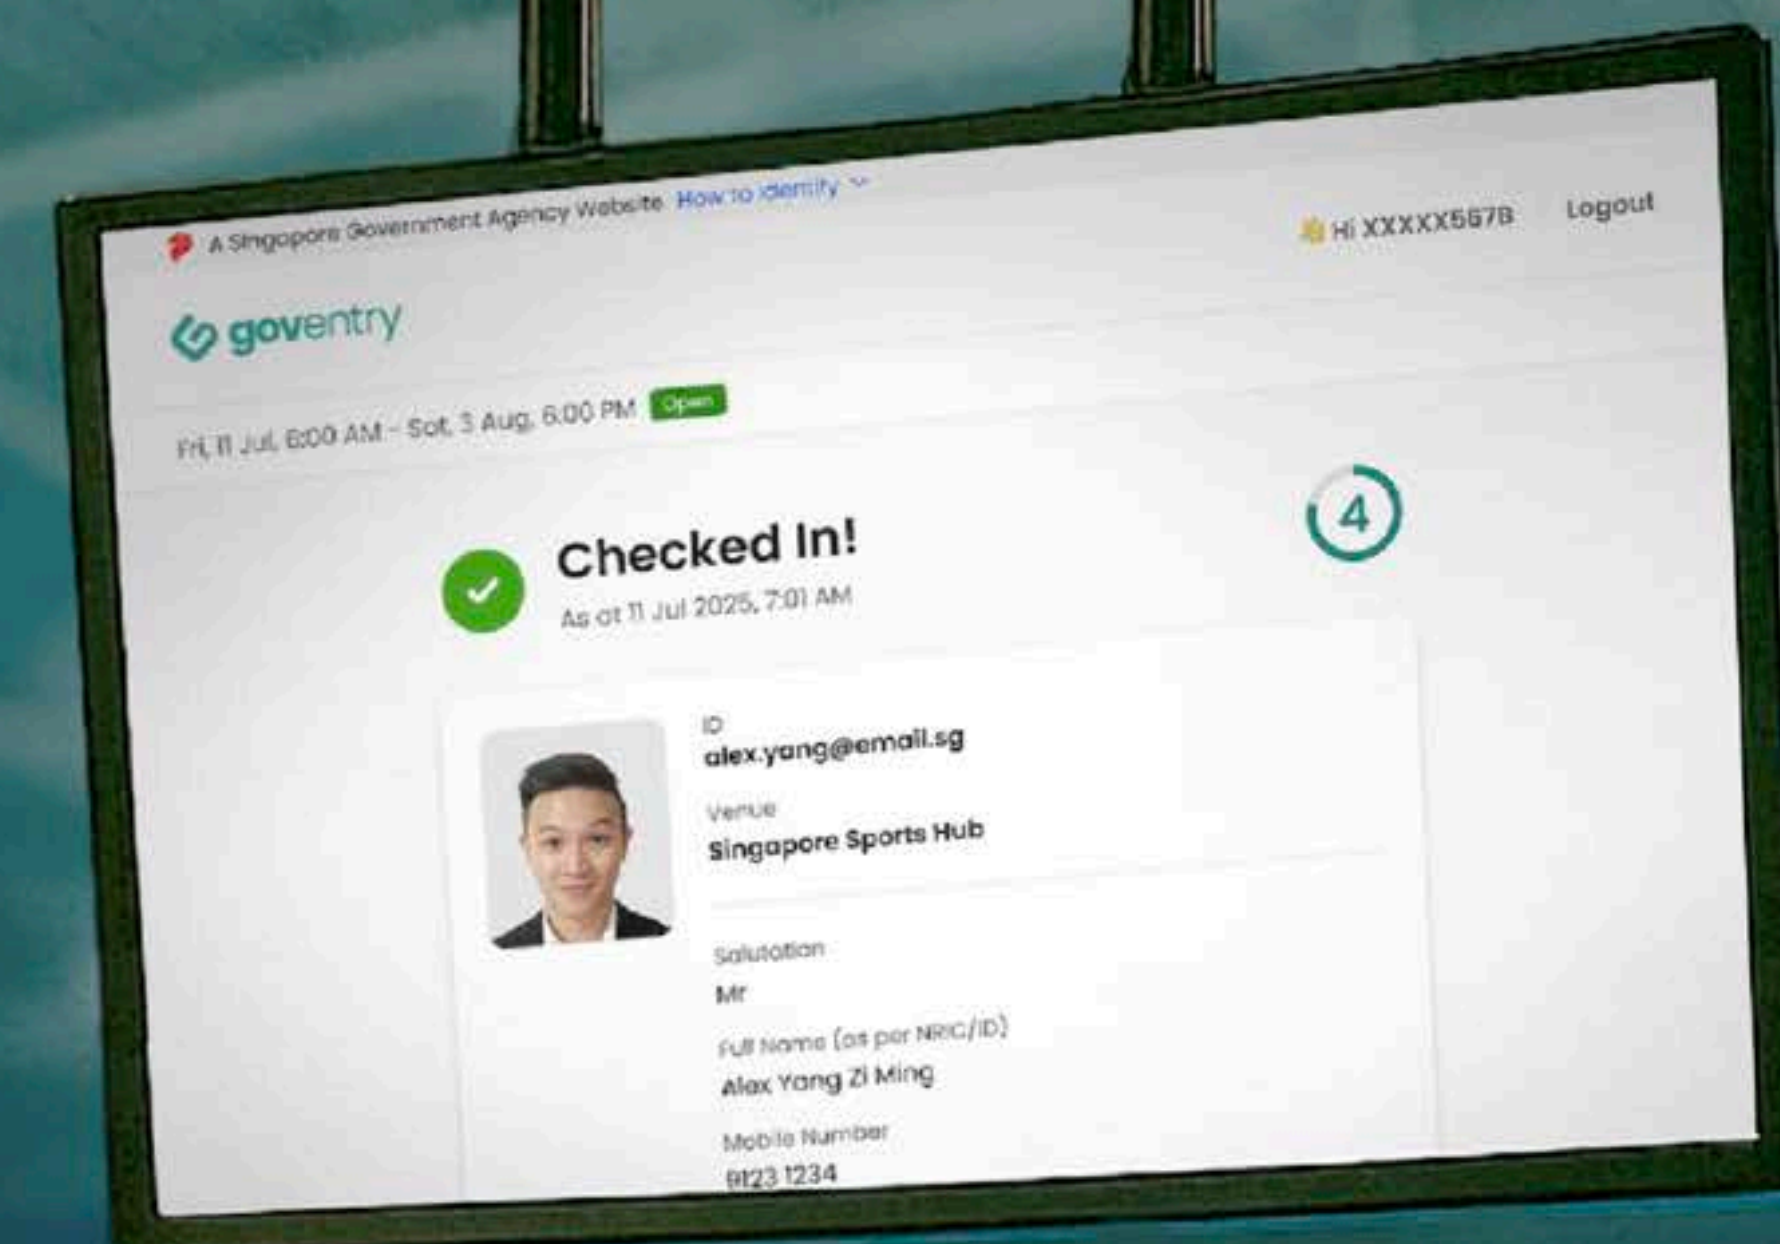 A Singapore Government Agency Website How to identify
Hi XXXXX567B Logout
goventry
Fri, 11 Jul, 6:00 AM - Sat, 3 Aug, 6:00 PM Open
Checked In!
4
As at 11 Jul 2025, 7:01 AM
ID
alex.yang@email.sg
Venue
Singapore Sports Hub
Salutation
Mr
Full Name (as per NRIC/ID)
Alex Yang Zi Ming
Mobile Number
9123 1234